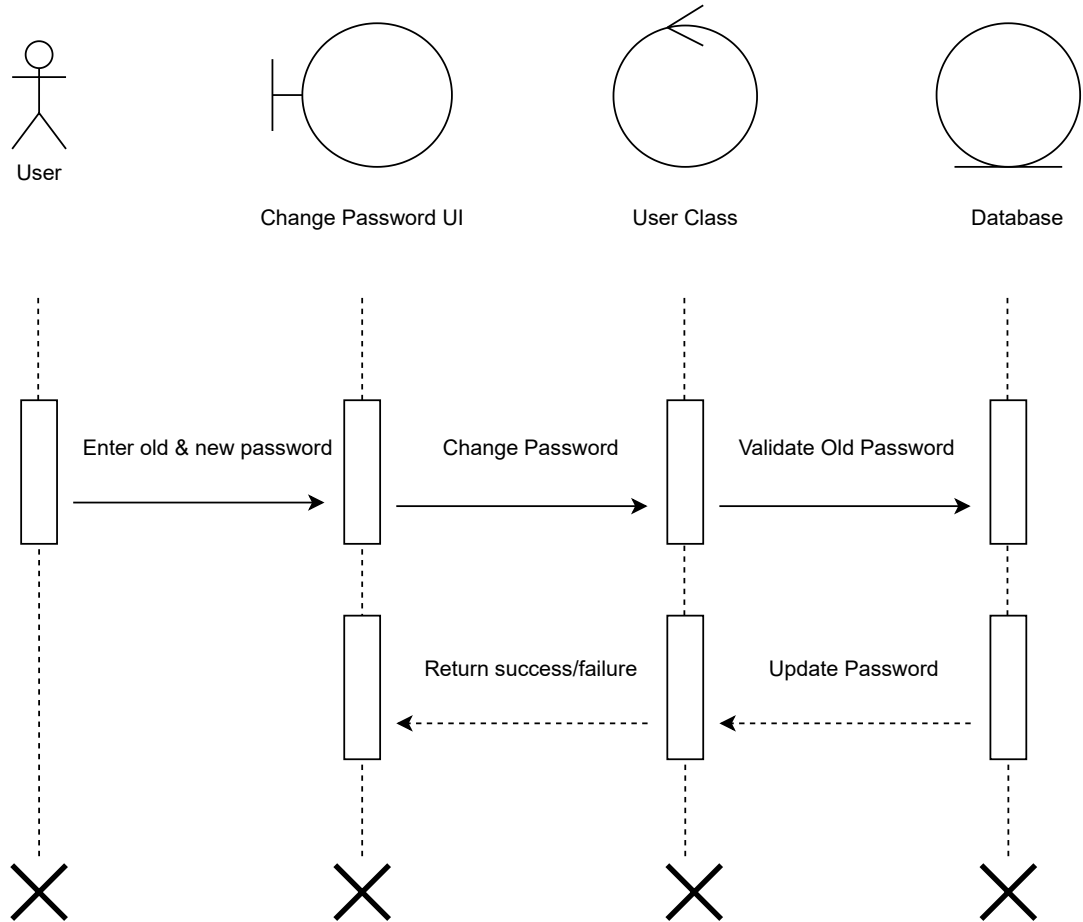 User
Change Password UI
User Class
Database
Enter old & new password
Change Password
Validate Old Password
Return success/failure
Update Password